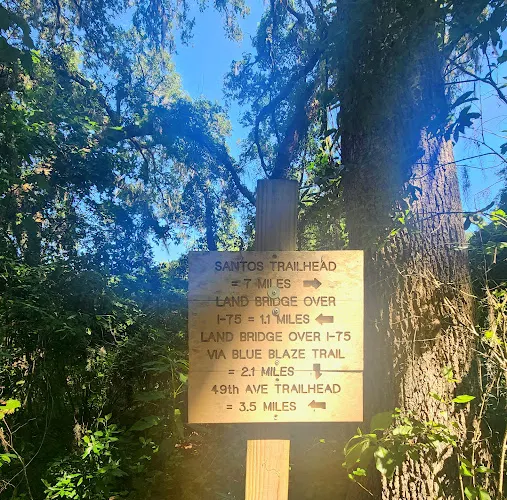 SANTOS TRAILHEAD
= 7 MILES →
LAND BRIDGE OVER
I-75 = 1.1 MILES ←
LAND BRIDGE OVER I-75
VIA BLUE BLAZE TRAIL
= 2.1 MILES ↓
49th AVE TRAILHEAD
= 3.5 MILES ←